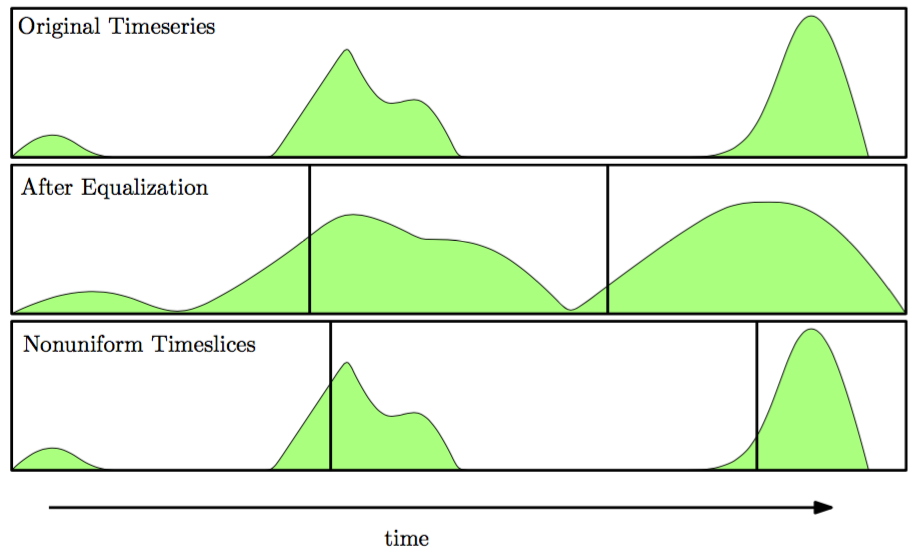 Original Timeseries
After Equalization
Nonuniform Timeslices
time